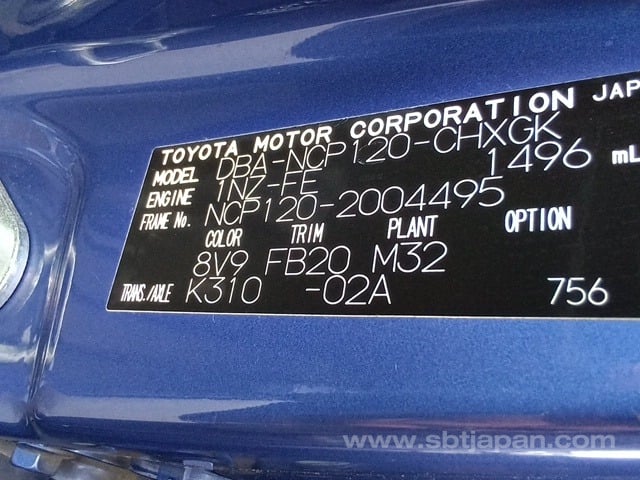 TOYOTA MOTOR CORPORATION JAP
MODEL DBA-NCP120-CHXGK
ENGINE 1NZ-FE 1496 mL
FRAME No. NCP120-2004495
COLOR TRIM PLANT OPTION
8V9 FB20 M32
TRANS./AXLE K310 -02A 756
www.sbtjapan.com